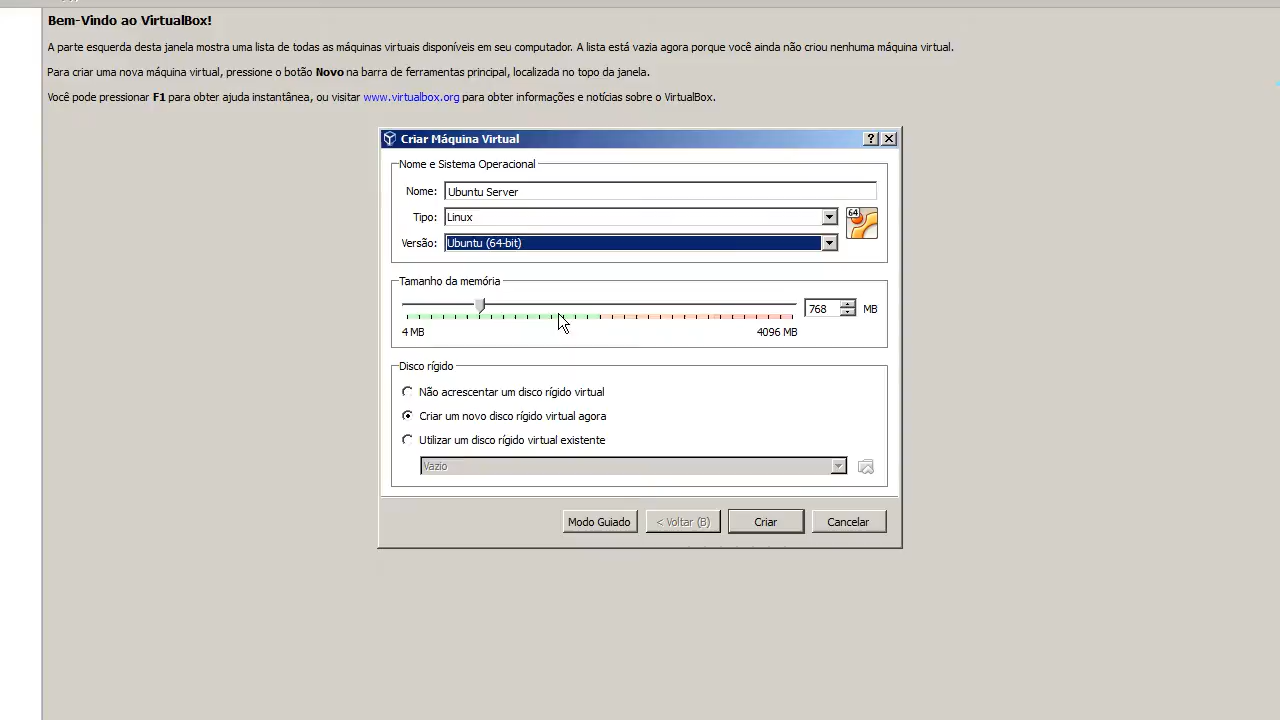 Bem-Vindo ao VirtualBox!
A parte esquerda desta janela mostra uma lista de todas as máquinas virtuais disponíveis em seu computador. A lista está vazia agora porque você ainda não criou nenhuma máquina virtual.
Para criar uma nova máquina virtual, pressione o botão Novo na barra de ferramentas principal, localizada no topo da janela.
Você pode pressionar F1 para obter ajuda instantânea, ou visitar www.virtualbox.org para obter informações e notícias sobre o VirtualBox.
Criar Máquina Virtual
Nome e Sistema Operacional
Nome: Ubuntu Server
Tipo: Linux
64
Versão: Ubuntu (64-bit)
Tamanho da memória
768 MB
4 MB 4096 MB
Disco rígido
Não acrescentar um disco rígido virtual
Criar um novo disco rígido virtual agora
Utilizar um disco rígido virtual existente
Vazio
Modo Guiado < Voltar (B) Criar Cancelar